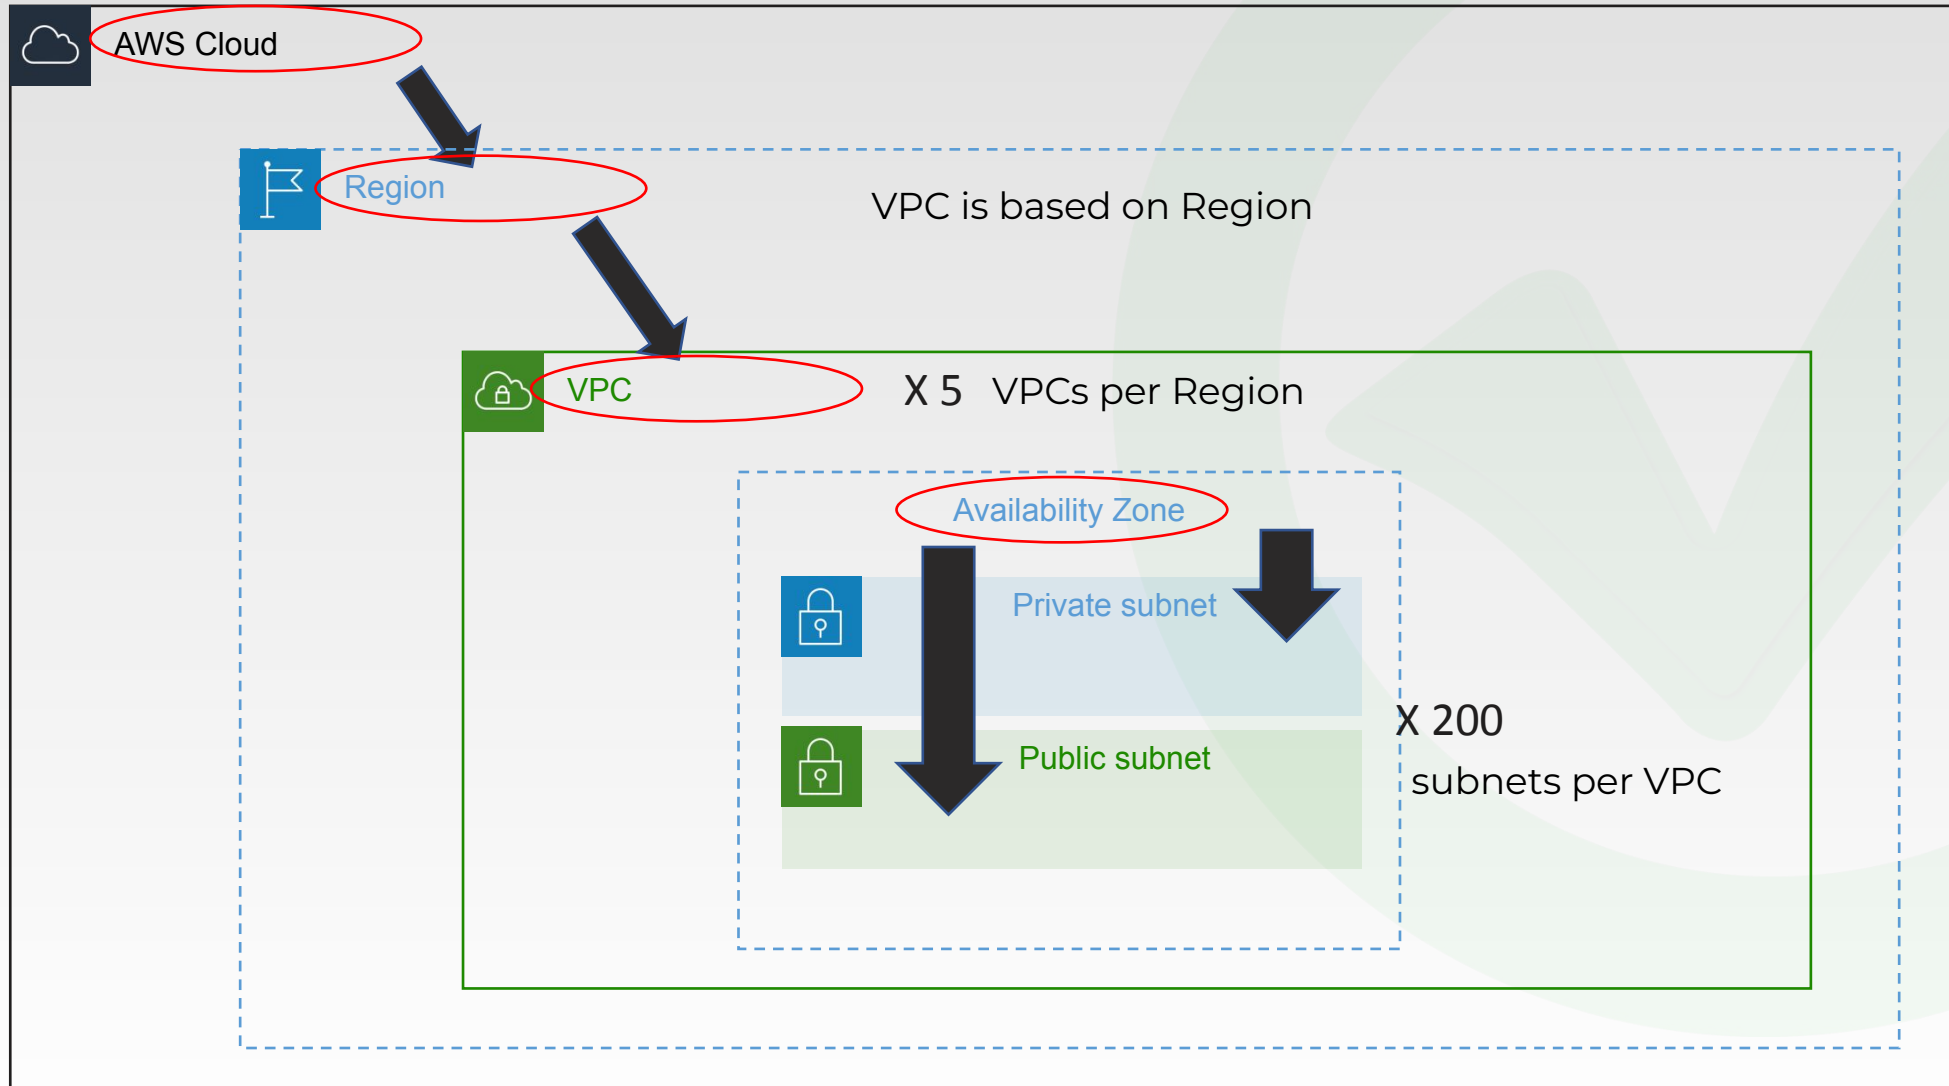 AWS Cloud
Region
VPC is based on Region
VPC
X 5 VPCs per Region
Availability Zone
Private subnet
X 200
Public subnet
subnets per VPC